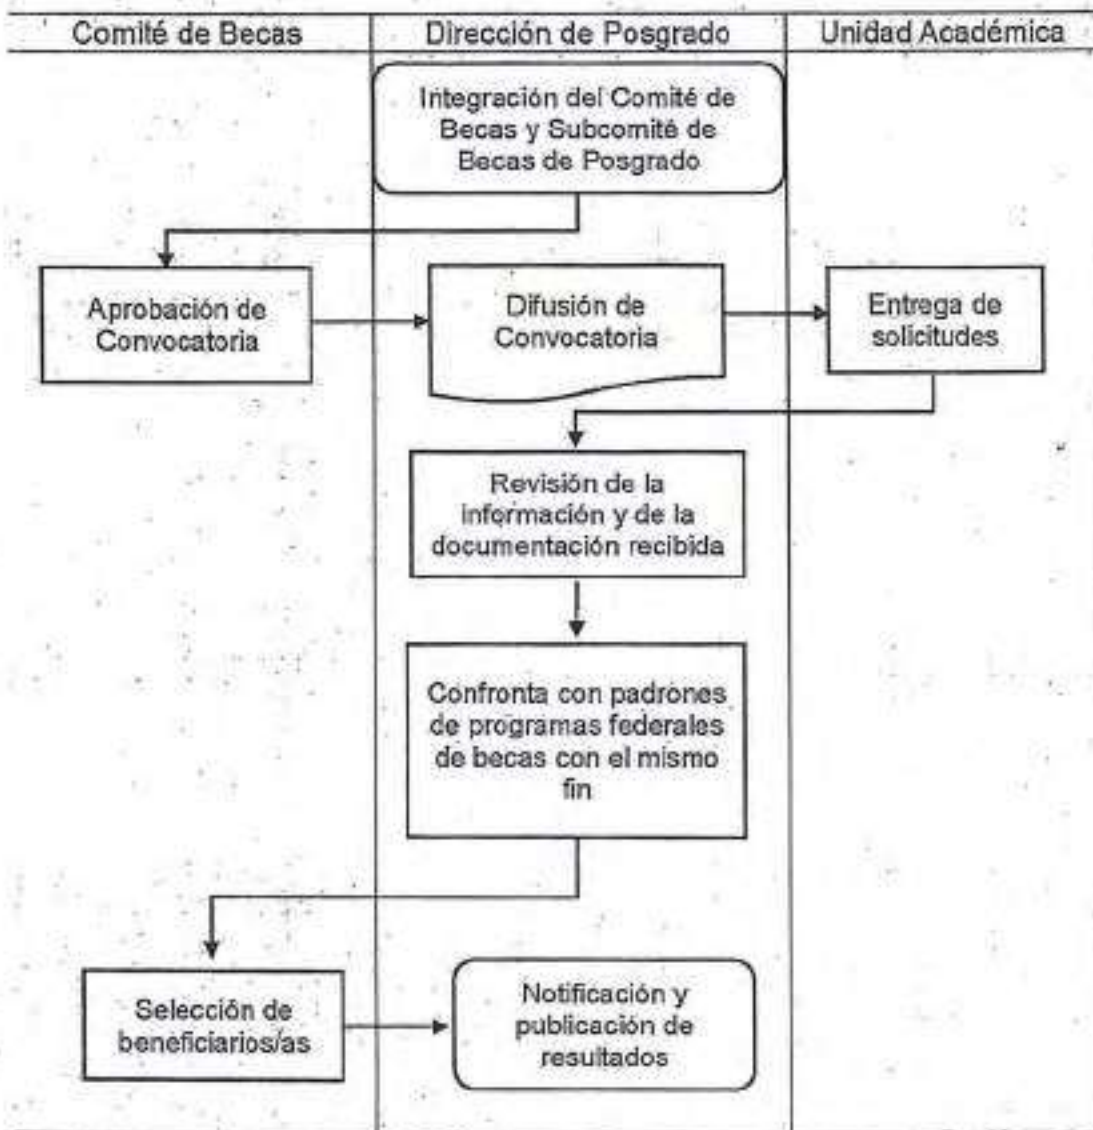 Comité de Becas
Dirección de Posgrado
Unidad Académica
Integración del Comité de
Becas y Subcomité de
Becas de Posgrado
Aprobación de
Convocatoria
Difusión de
Convocatoria
Entrega de
solicitudes
Revisión de la
información y de la
documentación recibida
Confronta con padrones
de programas federales
de becas con el mismo
fin
Selección de
beneficiarios/as
Notificación y
publicación de
resultados